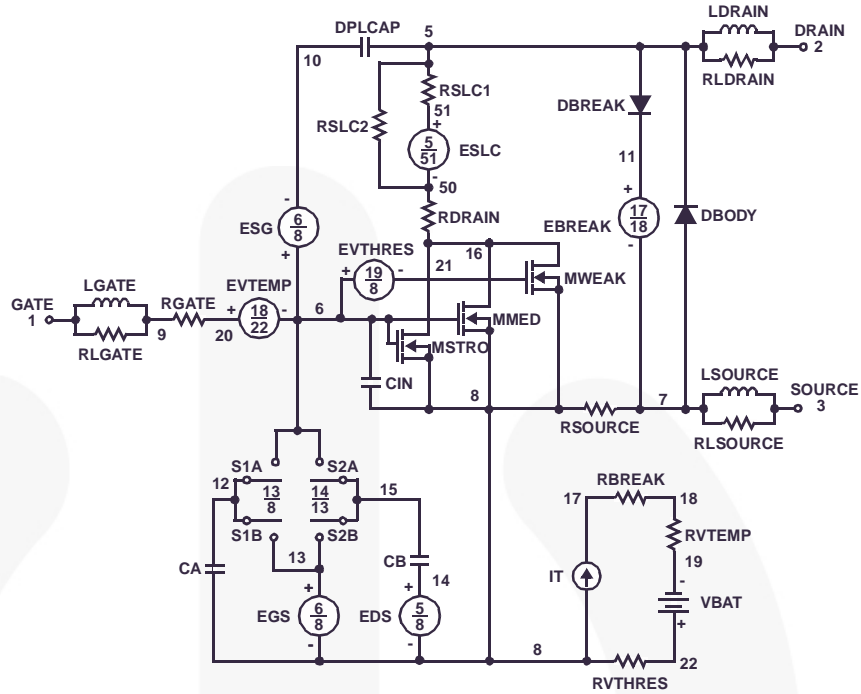 LDRAIN
DPLCAP 5 DRAIN
10 2
RLDRAIN
RSLC1
51
DBREAK
+
RSLC2
5
51
ESLC
11
-
50
-
+
6
8
ESG
RDRAIN
17
18
EBREAK
DBODY
+
EVTHRES
16
-
+ 19
8 -
21
MWEAK
LGATE
EVTEMP
GATE
1
RGATE
+ 18
22 -
6
MMED
9 20
RLGATE
MSTRO
CIN
LSOURCE
8 7 SOURCE
3
RSOURCE
RLSOURCE
S1A S2A
12 13
8
14
13
15
RBREAK
17 18
S1B S2B
RVTEMP
13
CA CB
19
IT
-
+ + 14
VBAT
EGS 6
8
EDS 5
8
+
- -
8
22
RVTHRES